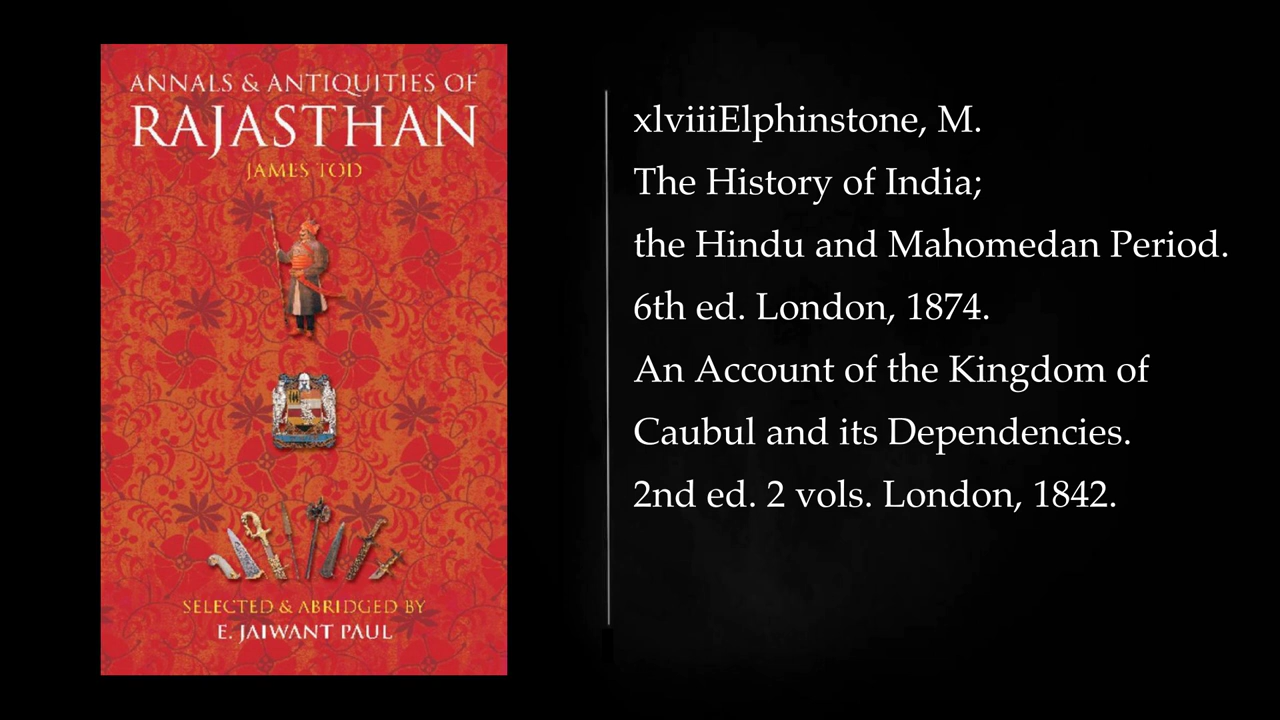 ANNALS & ANTIQUITIES OF
RAJASTHAN
JAMES TOD
SELECTED & ABRIDGED BY
E. JAIWANT PAUL
xlviiiElphinstone, M.
The History of India;
the Hindu and Mahomedan Period.
6th ed. London, 1874.
An Account of the Kingdom of
Caubul and its Dependencies.
2nd ed. 2 vols. London, 1842.